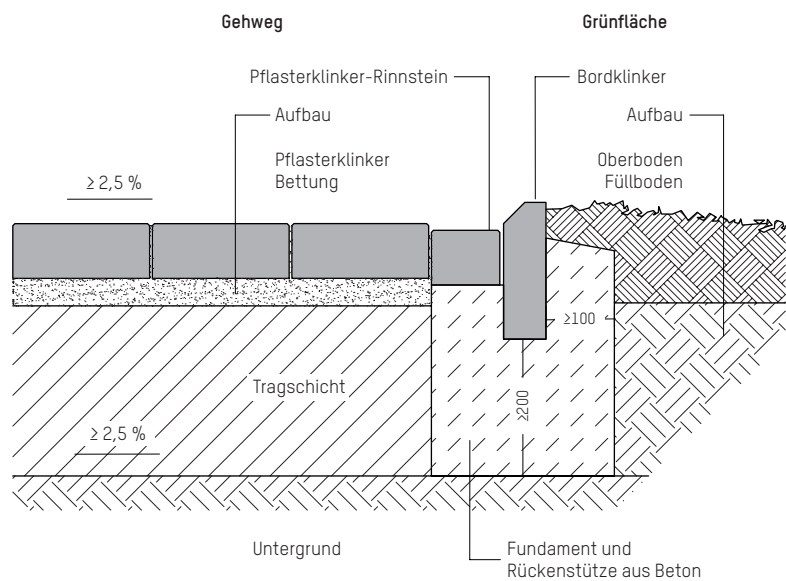 Gehweg
Grünfläche
Pflasterklinker-Rinnstein
Bordklinker
Aufbau
Aufbau
Pflasterklinker
Bettung
Oberboden
Füllboden
≥ 2,5 %
≥100
Tragschicht
≥200
≥ 2,5 %
Untergrund
Fundament und
Rückenstütze aus Beton